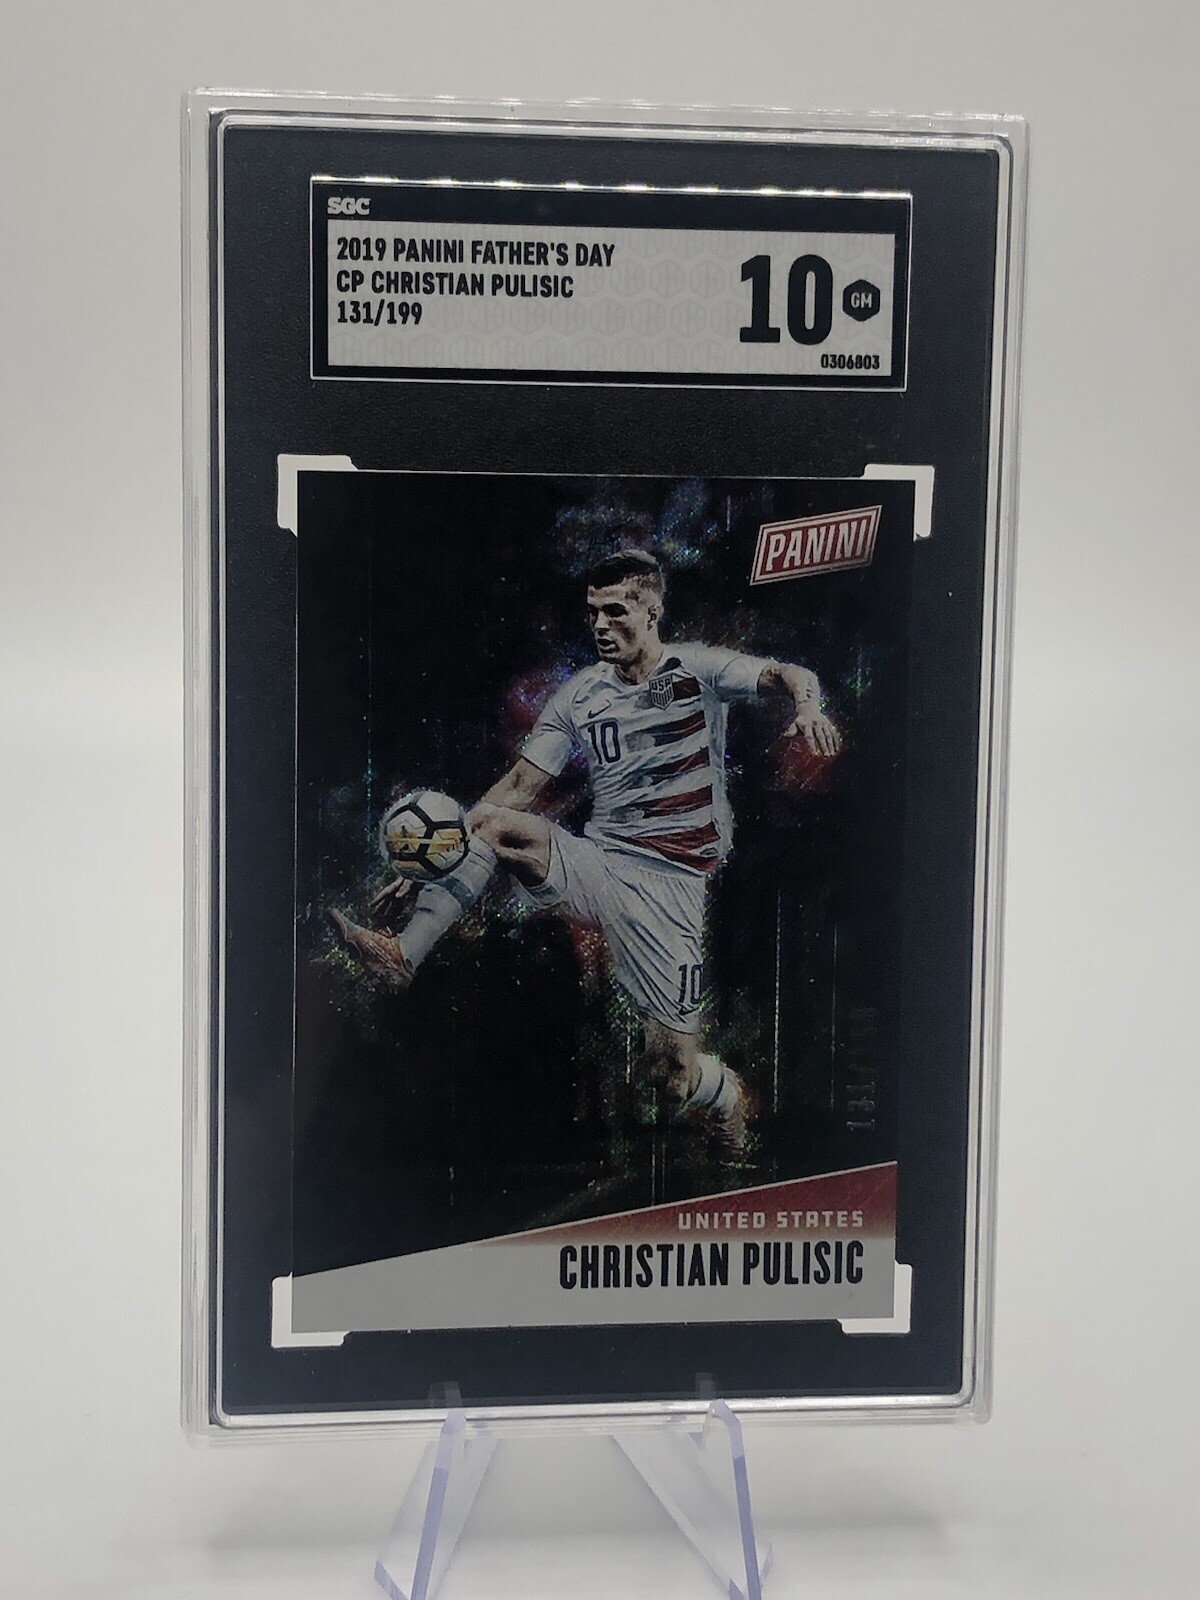 SGC
2019 PANINI FATHER'S DAY
CP CHRISTIAN PULISIC
131/199
10 GM
0306803
PANINI
10
10
131/199
UNITED STATES
CHRISTIAN PULISIC